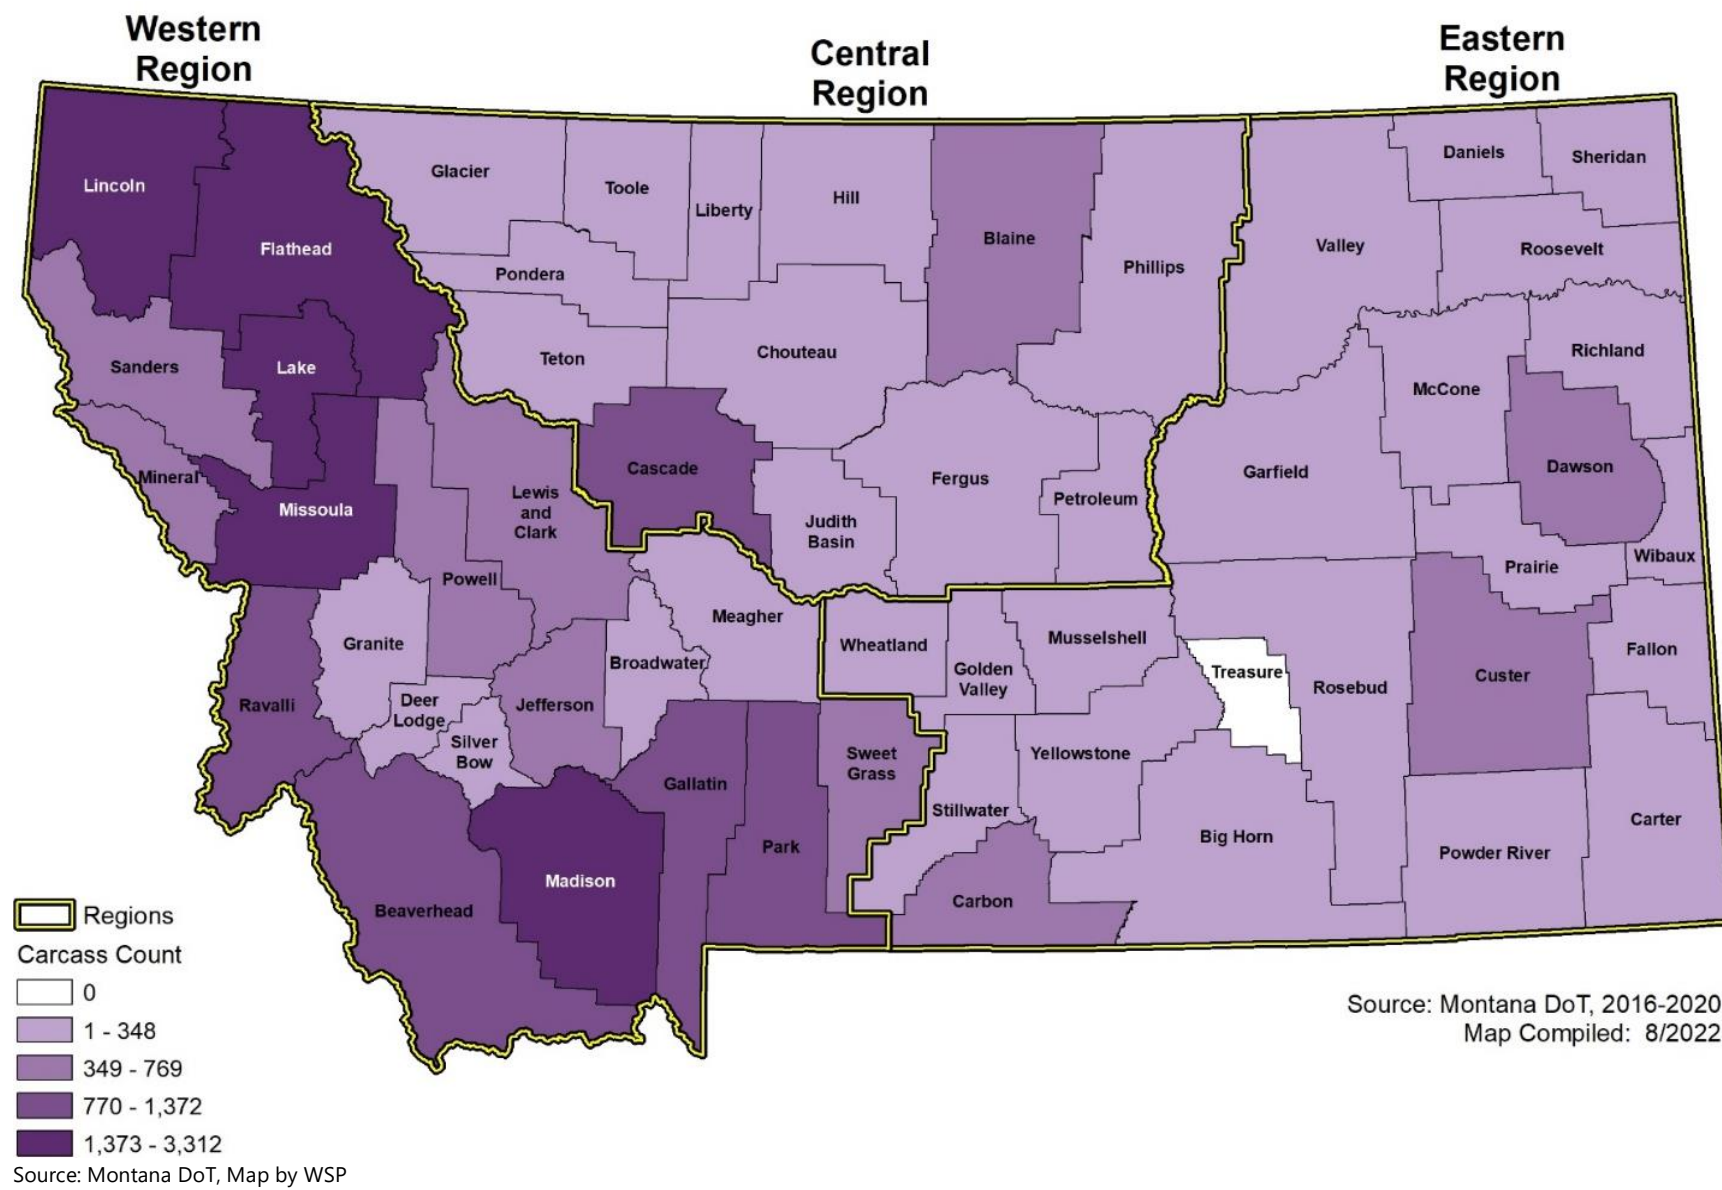 Western
Region
Central
Region
Eastern
Region
Lincoln
Flathead
Glacier
Toole
Liberty
Hill
Blaine
Phillips
Valley
Daniels
Sheridan
Roosevelt
Pondera
Teton
Chouteau
Richland
McCone
Sanders
Lake
Cascade
Fergus
Petroleum
Garfield
Dawson
Mineral
Missoula
Lewis
and
Clark
Judith
Basin
Prairie
Wibaux
Powell
Granite
Meagher
Wheatland
Golden
Valley
Musselshell
Treasure
Rosebud
Custer
Fallon
Ravalli
Deer
Lodge
Silver
Bow
Jefferson
Broadwater
Gallatin
Sweet
Grass
Yellowstone
Stillwater
Big Horn
Carter
Powder River
Park
Madison
Beaverhead
Carbon
Regions
Carcass Count
0
1 - 348
349 - 769
770 - 1,372
1,373 - 3,312
Source: Montana DoT, 2016-2020
Map Compiled: 8/2022
Source: Montana DoT, Map by WSP